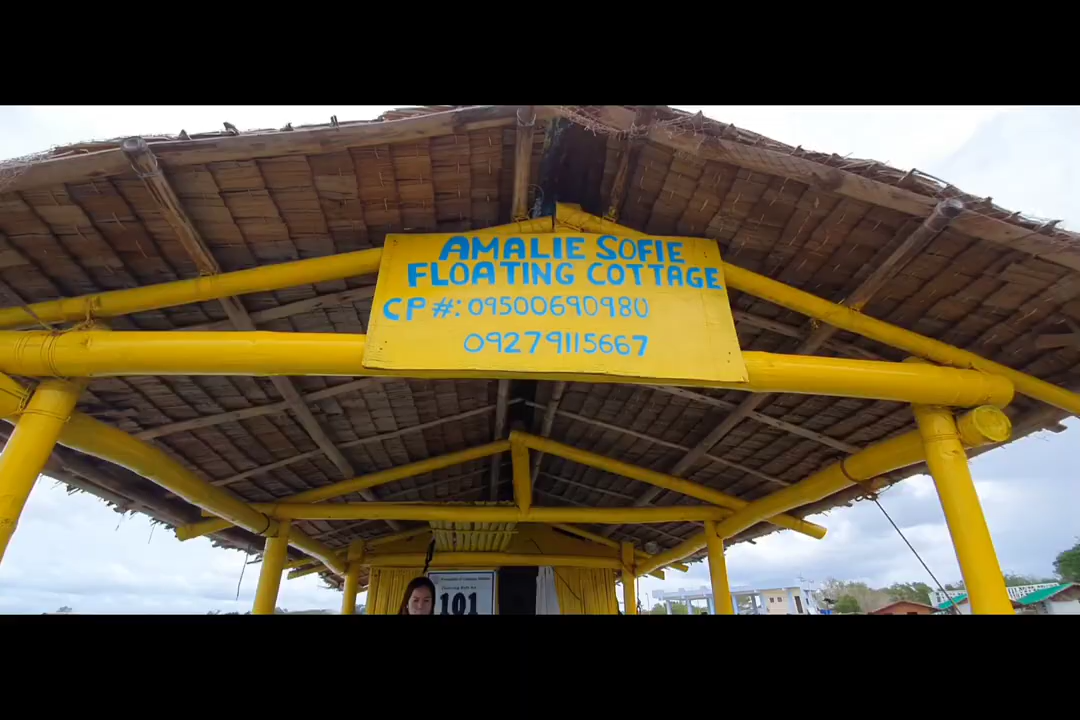 AMALIE SOFIE
FLOATING COTTAGE
CP#: 09500690980
09279115667
101